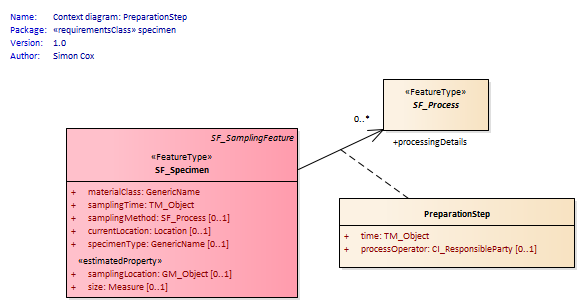 Name: Context diagram: PreparationStep
Package: «requirementsClass» specimen
Version: 1.0
Author: Simon Cox
«FeatureType»
SF_Process
0..*
+processingDetails
SF_SamplingFeature
«FeatureType»
SF_Specimen
+ materialClass: GenericName
+ samplingTime: TM_Object
+ samplingMethod: SF_Process [0..1]
+ currentLocation: Location [0..1]
+ specimenType: GenericName [0..1]
«estimatedProperty»
+ samplingLocation: GM_Object [0..1]
+ size: Measure [0..1]
PreparationStep
+ time: TM_Object
+ processOperator: CI_ResponsibleParty [0..1]